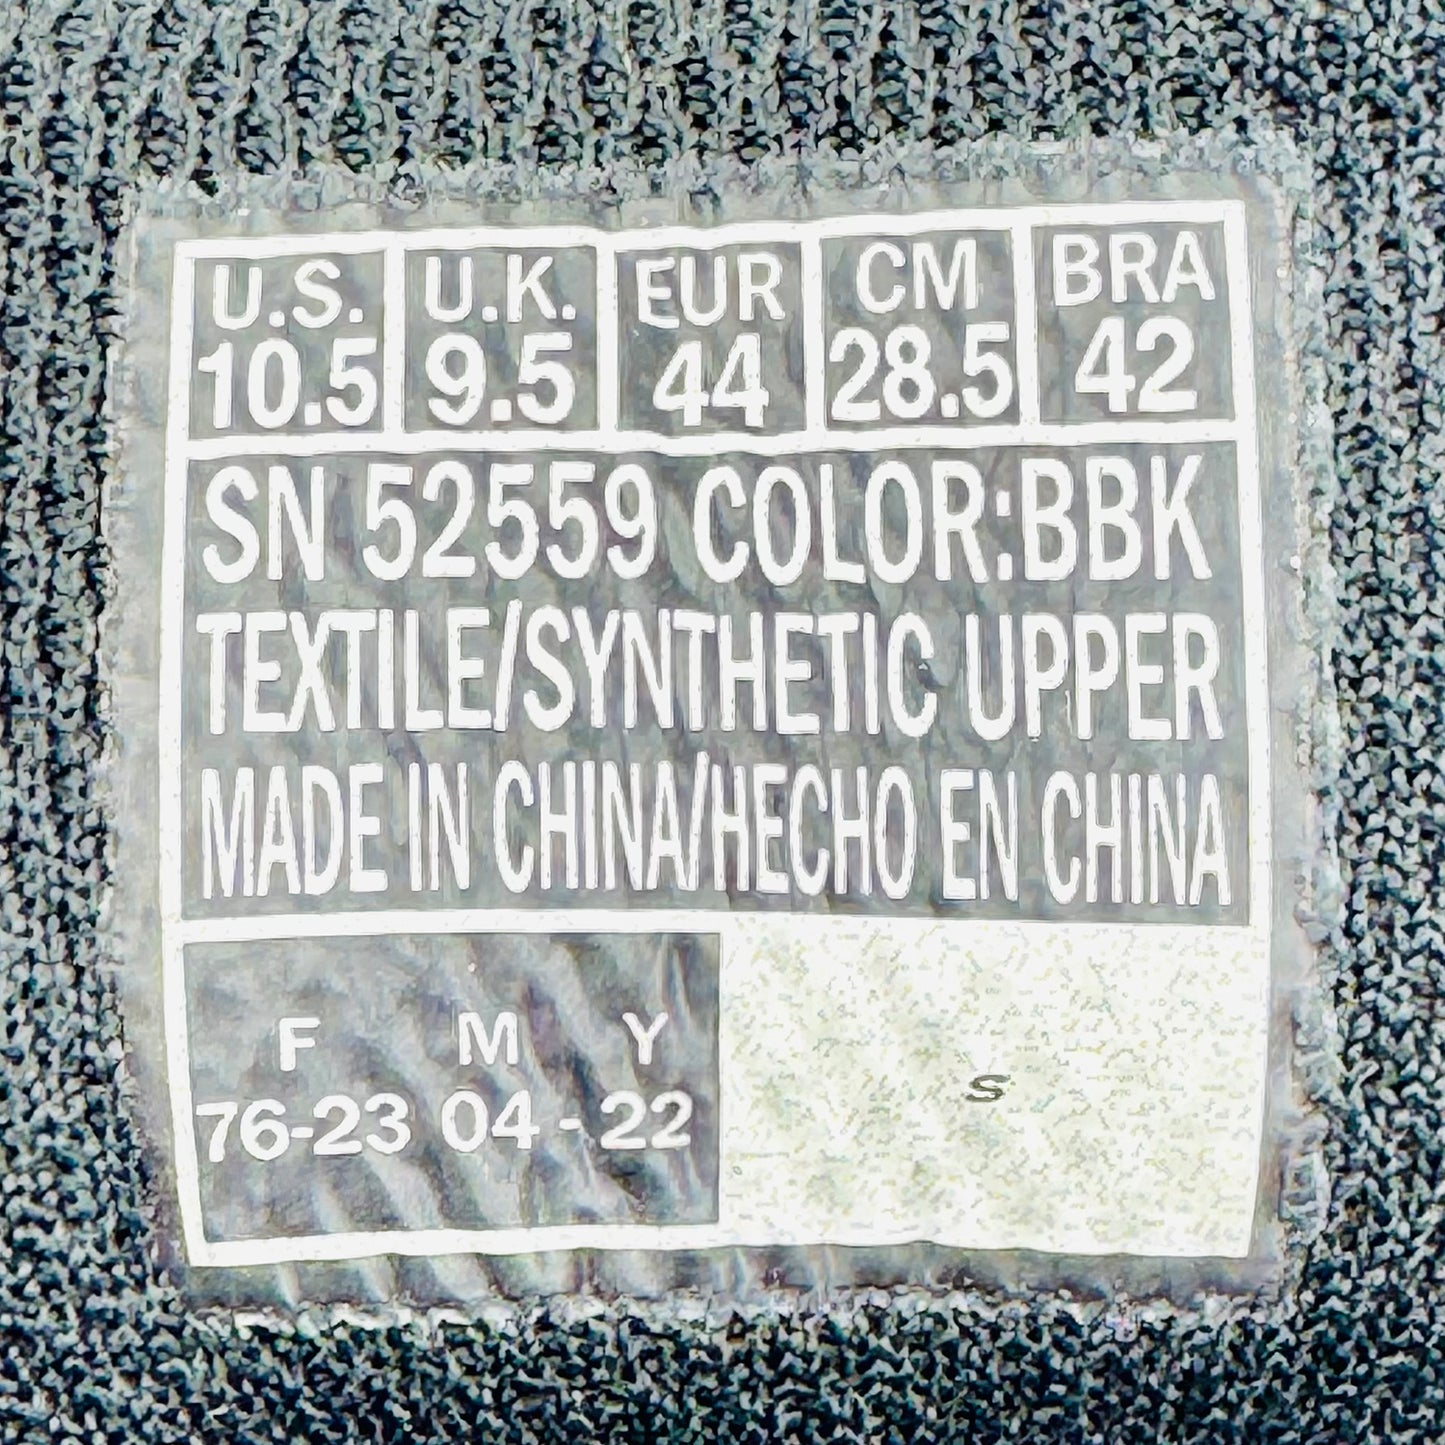 U.S. U.K. EUR CM BRA
10.5 9.5 44 28.5 42
SN 52559 COLOR:BBK
TEXTILE/SYNTHETIC UPPER
MADE IN CHINA/HECHO EN CHINA
F M Y
76-23 04 - 22
S